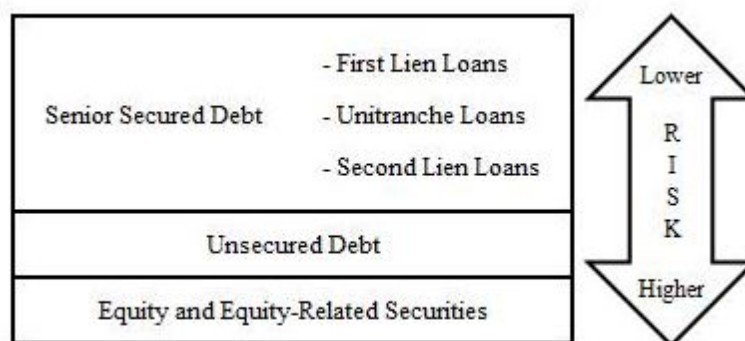 - First Lien Loans
Senior Secured Debt
- Unitranche Loans
- Second Lien Loans
Unsecured Debt
Equity and Equity-Related Securities
Lower
R
I
S
K
Higher